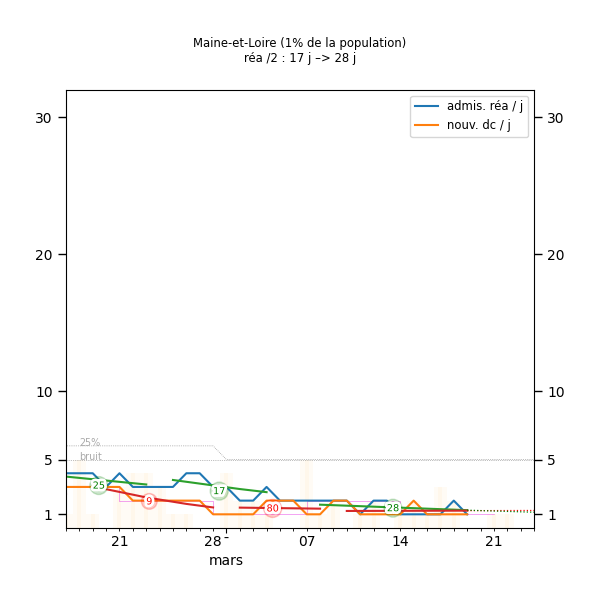 Maine-et-Loire (1% de la population)
réa /2 : 17 j –> 28 j
admis. réa / j
nouv. dc / j
30 30
20 20
10 10
25%
bruit
5 5
25
17
9
80
28
1 1
21 28 07 14 21
mars